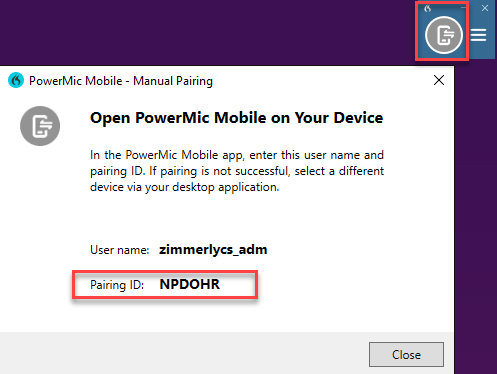 PowerMic Mobile - Manual Pairing
Open PowerMic Mobile on Your Device
In the PowerMic Mobile app, enter this user name and
pairing ID. If pairing is not successful, select a different
device via your desktop application.
User name: zimmerlycs_adm
Pairing ID: NPDOHR
Close